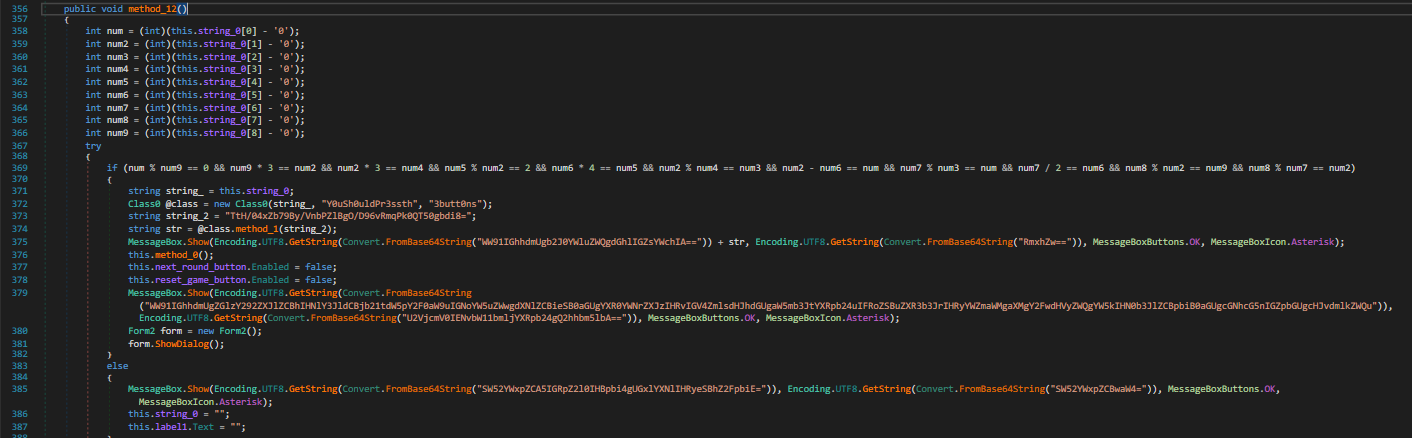 356 public void method_12()
357 {
358 int num = (int)(this.string_0[0] - '0');
359 int num2 = (int)(this.string_0[1] - '0');
360 int num3 = (int)(this.string_0[2] - '0');
361 int num4 = (int)(this.string_0[3] - '0');
362 int num5 = (int)(this.string_0[4] - '0');
363 int num6 = (int)(this.string_0[5] - '0');
364 int num7 = (int)(this.string_0[6] - '0');
365 int num8 = (int)(this.string_0[7] - '0');
366 int num9 = (int)(this.string_0[8] - '0');
367 try
368 {
369 if (num % num9 == 0 && num9 * 3 == num2 && num2 * 3 == num4 && num5 % num2 == 2 && num6 * 4 == num5 && num2 % num4 == num3 && num2 - num6 == num && num7 % num3 == num && num7 / 2 == num6 && num8 % num2 == num9 && num8 % num7 == num2)
370 {
371 string string_ = this.string_0;
372 Class0 @class = new Class0(string_, "Y0uSh0uldPr3ssth", "3butt0ns");
373 string string_2 = "TtH/04xZb79By/VnbPZlBgO/D96vRmqPk0QT50gbdi8=";
374 string str = @class.method_1(string_2);
375 MessageBox.Show(Encoding.UTF8.GetString(Convert.FromBase64String("WW91IGhhdmUgb2J0YWluZWQgdGhlIGZsYWchIA==")) + str, Encoding.UTF8.GetString(Convert.FromBase64String("RmxhZw==")), MessageBoxButtons.OK, MessageBoxIcon.Asterisk);
376 this.method_0();
377 this.next_round_button.Enabled = false;
378 this.reset_game_button.Enabled = false;
379 MessageBox.Show(Encoding.UTF8.GetString(Convert.FromBase64String
("WW91IGhhdmUgZGlzY292ZXJlZCBhIHNlY3JldCBjb21tdW5pY2F0aW9uIGNoYW5uZWwgdXNlZCBieSB0aGUgYXR0YWNrZXJzIHRvIGV4ZmlsdHJhdGUgaW5mb3JtYXRpb24uIFRoZSBuZXR3b3JrIHRyYWZmaWMgaXMgY2FwdHVyZWQgYW5kIHN0b3JlZCBpbiB0aGUgcGNhcG5nIGZpbGUgcHJvdmlkZWQu")),
Encoding.UTF8.GetString(Convert.FromBase64String("U2VjcmV0IENvbW11bmljYXRpb24gQ2hhbm5lbA==")), MessageBoxButtons.OK, MessageBoxIcon.Asterisk);
380 Form2 form = new Form2();
381 form.ShowDialog();
382 }
383 else
384 {
385 MessageBox.Show(Encoding.UTF8.GetString(Convert.FromBase64String("SW52YWxpZCA5IGRpZ2l0IHBpbi4gUGxlYXNlIHRyeSBhZ2FpbiE=")), Encoding.UTF8.GetString(Convert.FromBase64String("SW52YWxpZCBwaW4=")), MessageBoxButtons.OK,
MessageBoxIcon.Asterisk);
386 this.string_0 = "";
387 this.label1.Text = "";
388 }